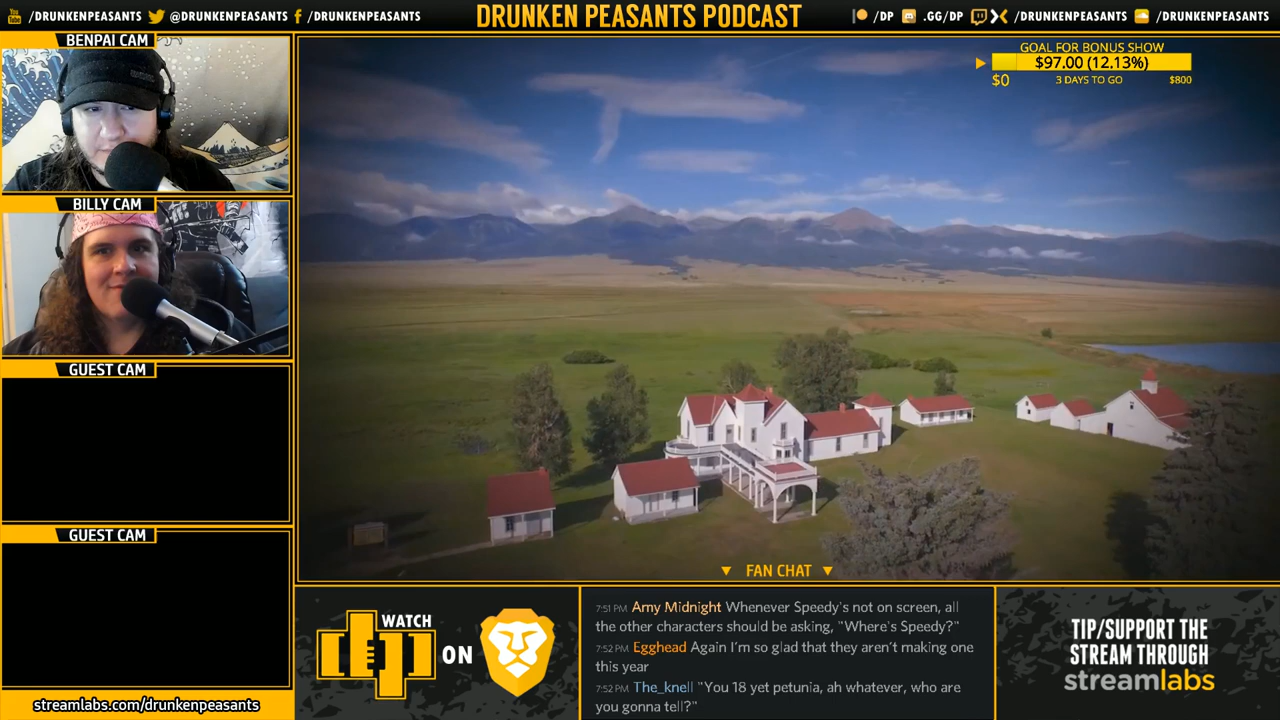 /DRUNKENPEASANTS
@DRUNKENPEASANTS
/DRUNKENPEASANTS
DRUNKEN PEASANTS PODCAST
/DP
.GG/DP
/DRUNKENPEASANTS
/DRUNKENPEASANTS
BENPAI CAM
BILLY CAM
GUEST CAM
GUEST CAM
streamlabs.com/drunkenpeasants
GOAL FOR BONUS SHOW
$97.00 (12.13%)
$0
3 DAYS TO GO
$800
FAN CHAT
WATCH
ON
7:51 PM Amy Midnight Whenever Speedy's not on screen, all
the other characters should be asking, "Where's Speedy?"
7:52 PM Egghead Again I'm so glad that they aren't making one
this year
7:52 PM The_knell "You 18 yet petunia, ah whatever, who are
you gonna tell?"
TIP/SUPPORT THE
STREAM THROUGH
streamlabs